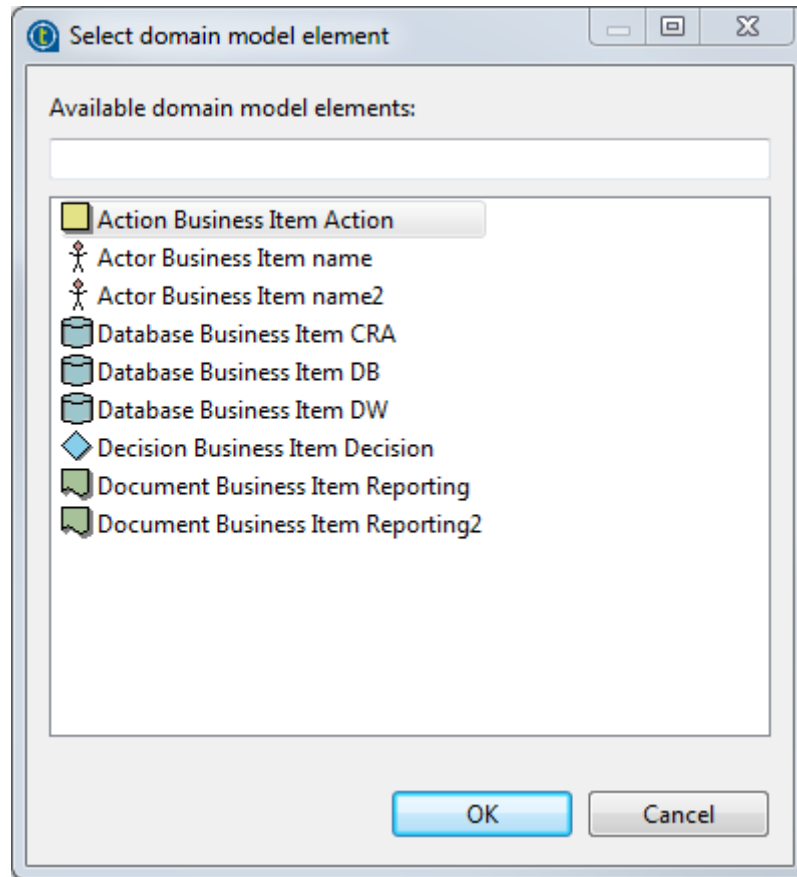 Select domain model element
Available domain model elements:
Action Business Item Action
Actor Business Item name
Actor Business Item name2
Database Business Item CRA
Database Business Item DB
Database Business Item DW
Decision Business Item Decision
Document Business Item Reporting
Document Business Item Reporting2
OK Cancel